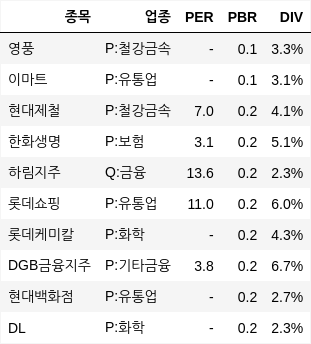 종목 업종 PER PBR DIV
영풍 P:철강금속 - 0.1 3.3%
이마트 P:유통업 - 0.1 3.1%
현대제철 P:철강금속 7.0 0.2 4.1%
한화생명 P:보험 3.1 0.2 5.1%
하림지주 Q:금융 13.6 0.2 2.3%
롯데쇼핑 P:유통업 11.0 0.2 6.0%
롯데케미칼 P:화학 - 0.2 4.3%
DGB금융지주 P:기타금융 3.8 0.2 6.7%
현대백화점 P:유통업 - 0.2 2.7%
DL P:화학 - 0.2 2.3%